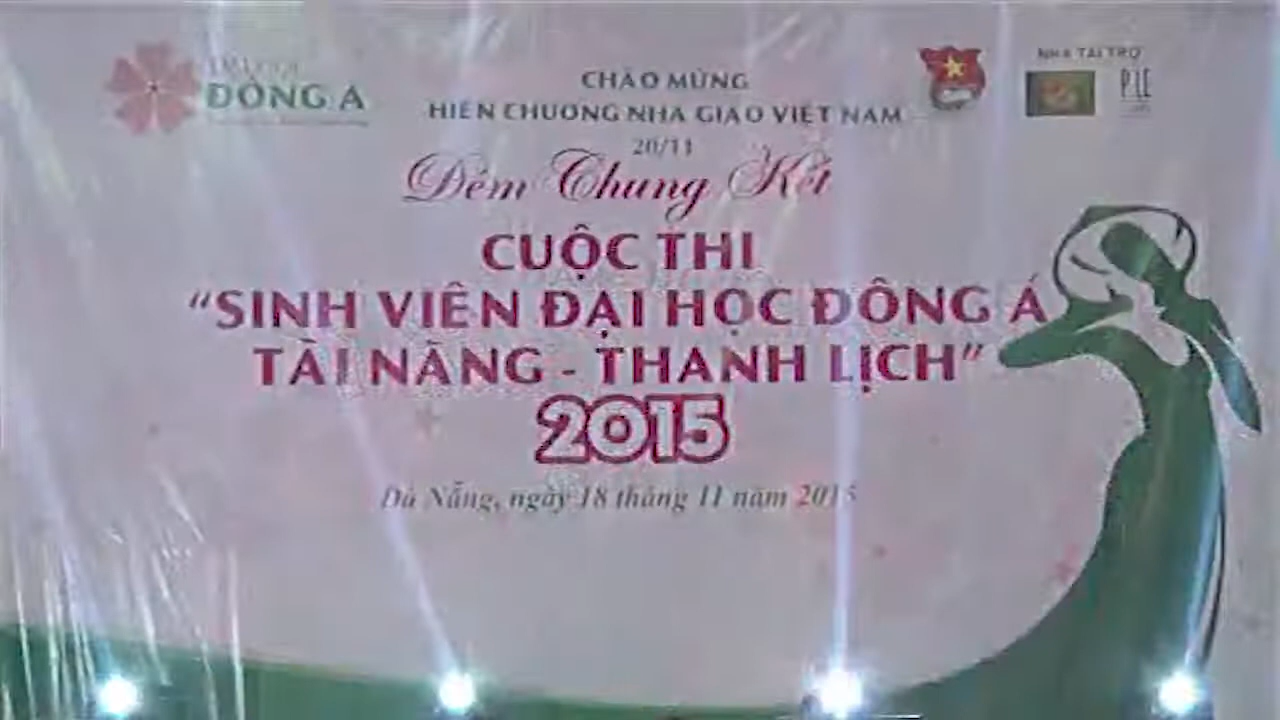 ĐÔNG Á
CHÀO MỪNG
HIẾN CHƯƠNG NHÀ GIÁO VIỆT NAM
20/11
NHÀ TÀI TRỢ
Đêm Chung Kết
CUỘC THI
“SINH VIÊN ĐẠI HỌC ĐÔNG Á
TÀI NĂNG - THANH LỊCH”
2015
Đà Nẵng, ngày 18 tháng 11 năm 2015